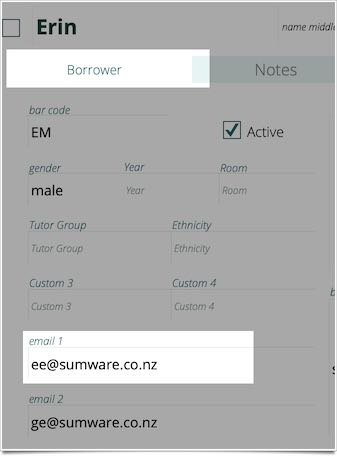 Erin
name middle
Borrower Notes
bar code
EM
Active
gender Year Room
male Year Room
Tutor Group Ethnicity
Tutor Group Ethnicity
Custom 3 Custom 4
Custom 3 Custom 4
email 1
ee@sumware.co.nz
email 2
ge@sumware.co.nz